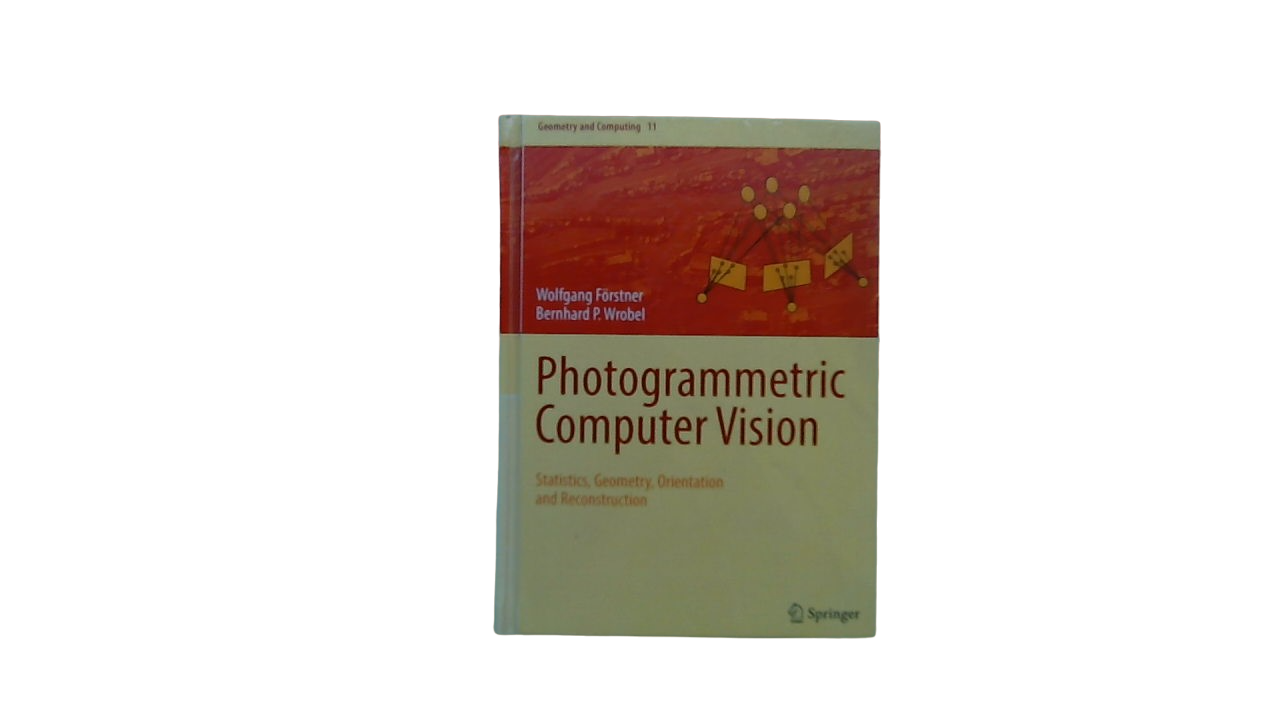 Geometry and Computing 11
Wolfgang Förstner
Bernhard P. Wrobel
Photogrammetric
Computer Vision
Statistics, Geometry, Orientation
and Reconstruction
Springer